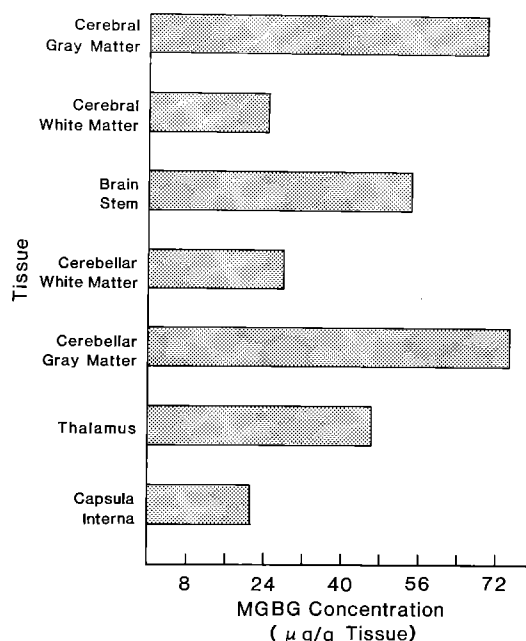 Cerebral
Gray Matter
Cerebral
White Matter
Brain
Stem
Cerebellar
White Matter
Cerebellar
Gray Matter
Thalamus
Capsula
Interna
Tissue
8 24 40 56 72
MGBG Concentration
( μg/g Tissue)